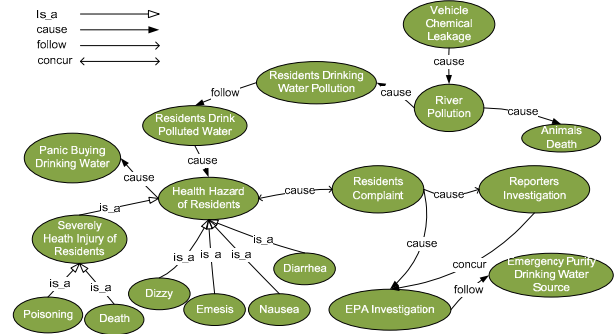 Is_a
cause
follow
concur
Vehicle
Chemical
Leakage
cause
Residents Drinking
Water Pollution
follow
cause
River
Pollution
cause
Animals
Death
Residents Drink
Polluted Water
Panic Buying
Drinking Water
cause
cause
Health Hazard
of Residents
cause
Residents
Complaint
cause
Reporters
Investigation
is_a
Severely
Heath Injury of
Residents
is_a
is_a
is_a
is_a
is_a
is_a
cause
concur
Diarrhea
Emergency Purify
Drinking Water
Source
follow
Dizzy
Emesis
Nausea
EPA Investigation
Poisoning
Death